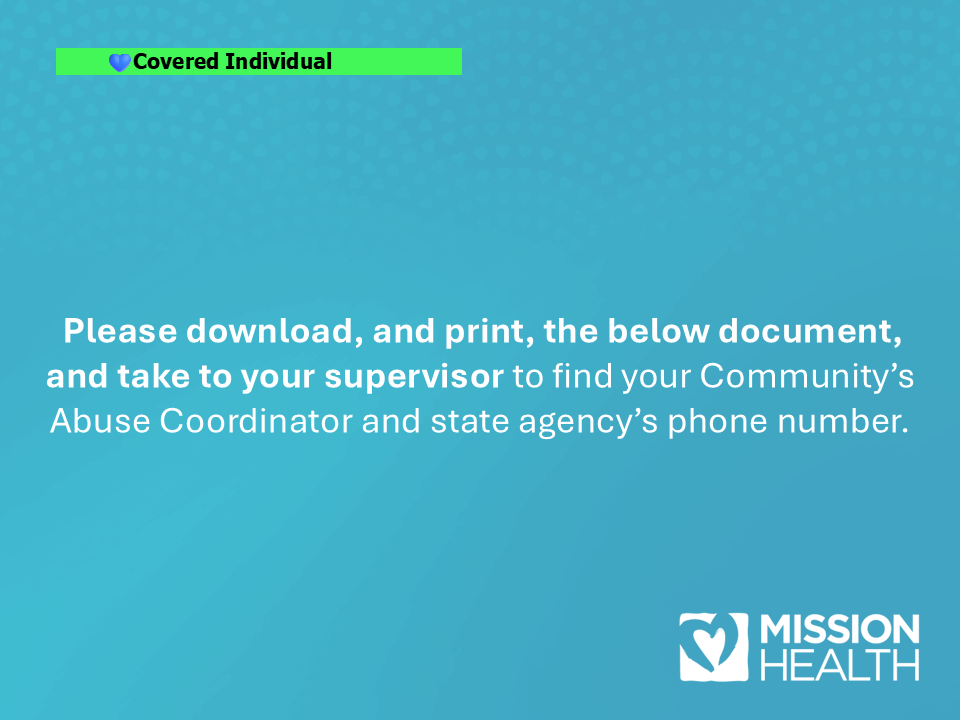 💙Covered Individual
Please download, and print, the below document,
and take to your supervisor to find your Community’s
Abuse Coordinator and state agency’s phone number.
MISSION
HEALTH